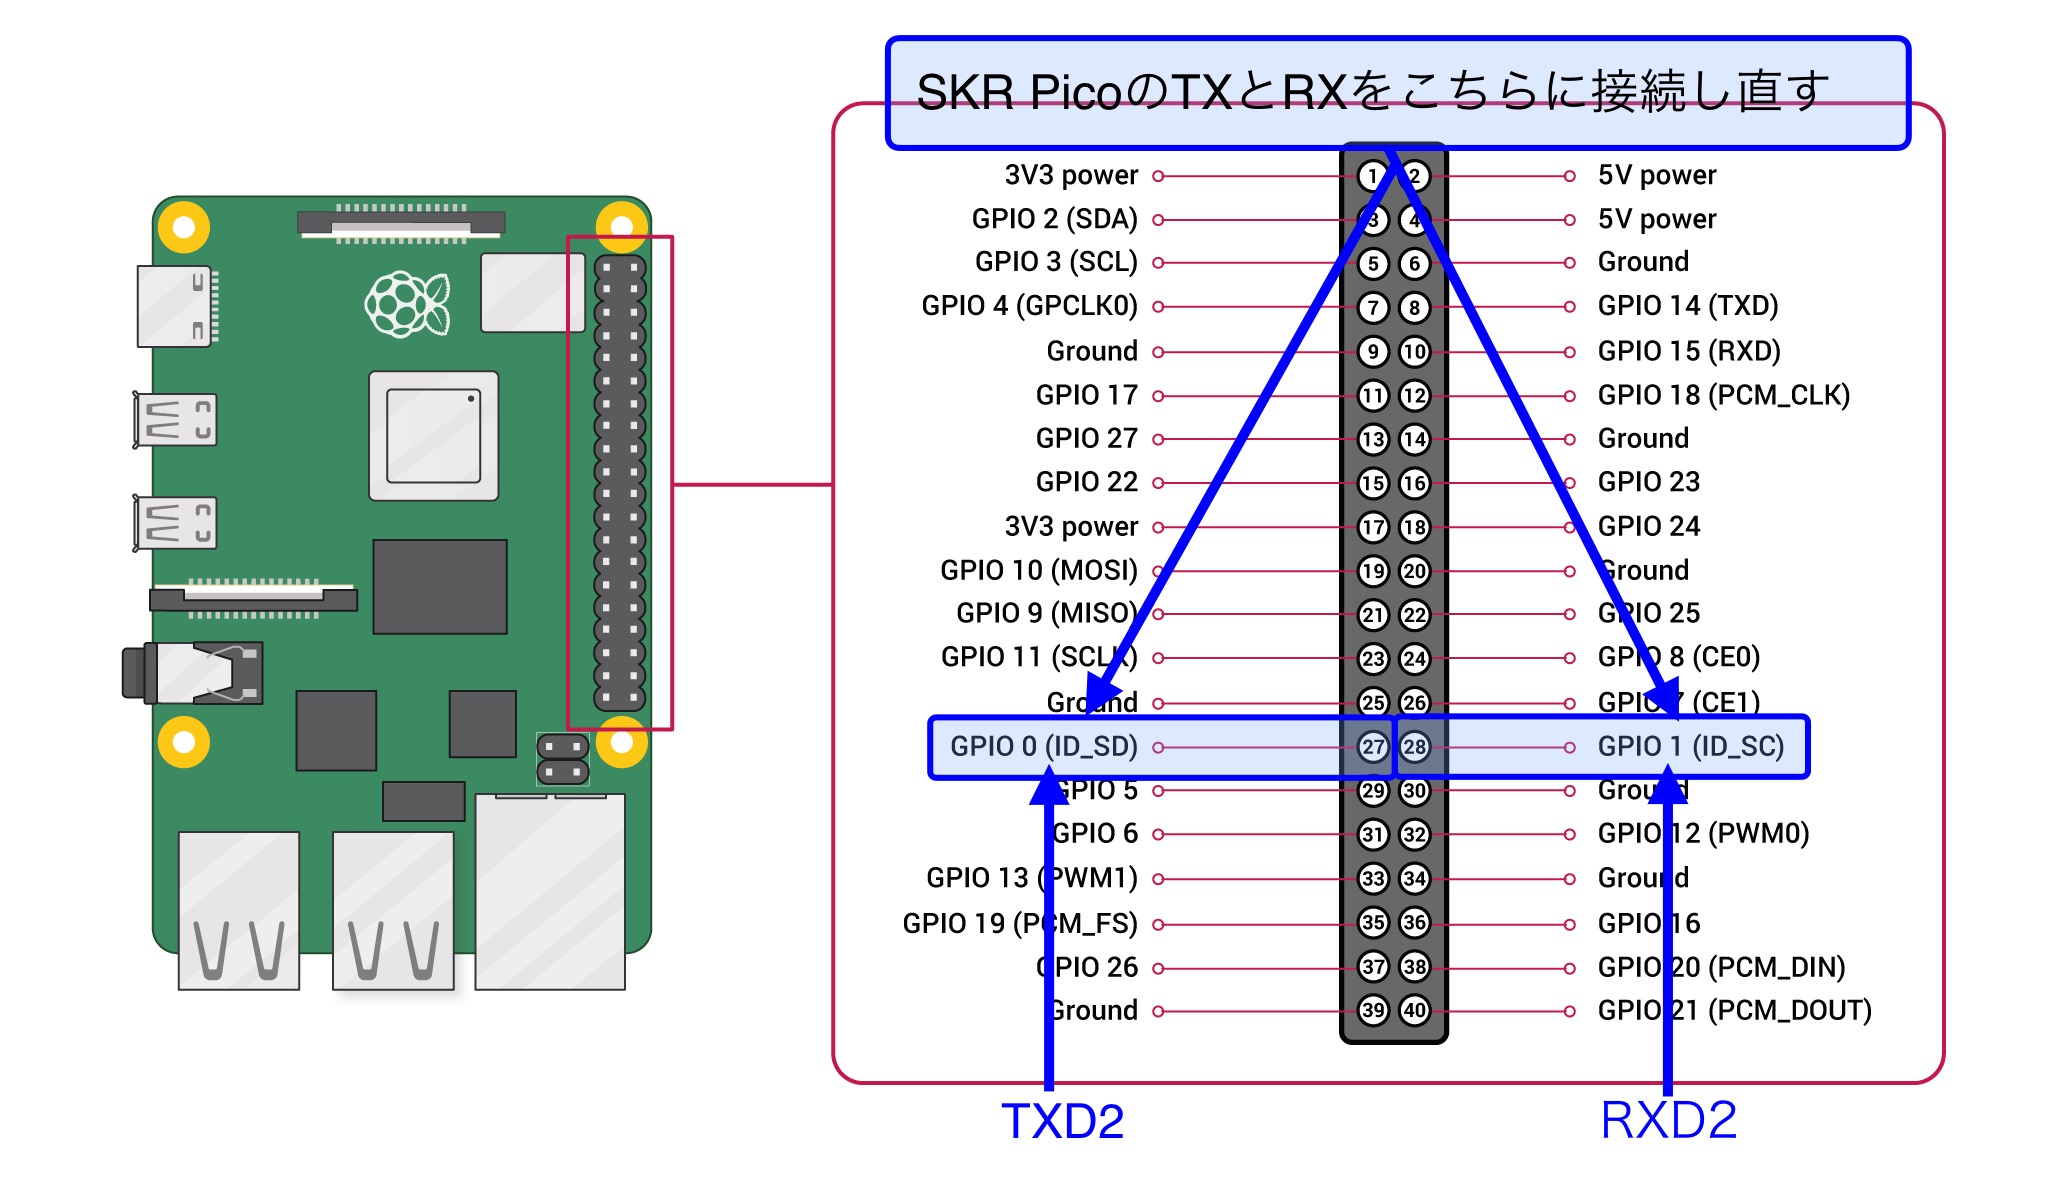 SKR PicoのTXとRXをこちらに接続し直す
3V3 power 1 2 5V power
GPIO 2 (SDA) 3 4 5V power
GPIO 3 (SCL) 5 6 Ground
GPIO 4 (GPCLK0) 7 8 GPIO 14 (TXD)
Ground 9 10 GPIO 15 (RXD)
GPIO 17 11 12 GPIO 18 (PCM_CLK)
GPIO 27 13 14 Ground
GPIO 22 15 16 GPIO 23
3V3 power 17 18 GPIO 24
GPIO 10 (MOSI) 19 20 Ground
GPIO 9 (MISO) 21 22 GPIO 25
GPIO 11 (SCLK) 23 24 GPIO 8 (CE0)
Ground 25 26 GPIO 7 (CE1)
GPIO 0 (ID_SD) 27 28 GPIO 1 (ID_SC)
GPIO 5 29 30 Ground
GPIO 6 31 32 GPIO 12 (PWM0)
GPIO 13 (PWM1) 33 34 Ground
GPIO 19 (PCM_FS) 35 36 GPIO 16
GPIO 26 37 38 GPIO 20 (PCM_DIN)
Ground 39 40 GPIO 21 (PCM_DOUT)
TXD2 RXD2